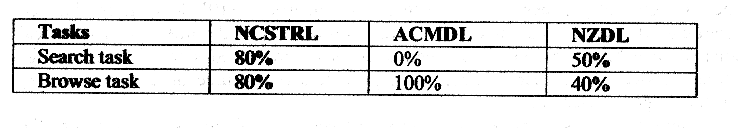 Tasks NCSTRL ACMDL NZDL
Search task 80% 0% 50%
Browse task 80% 100% 40%